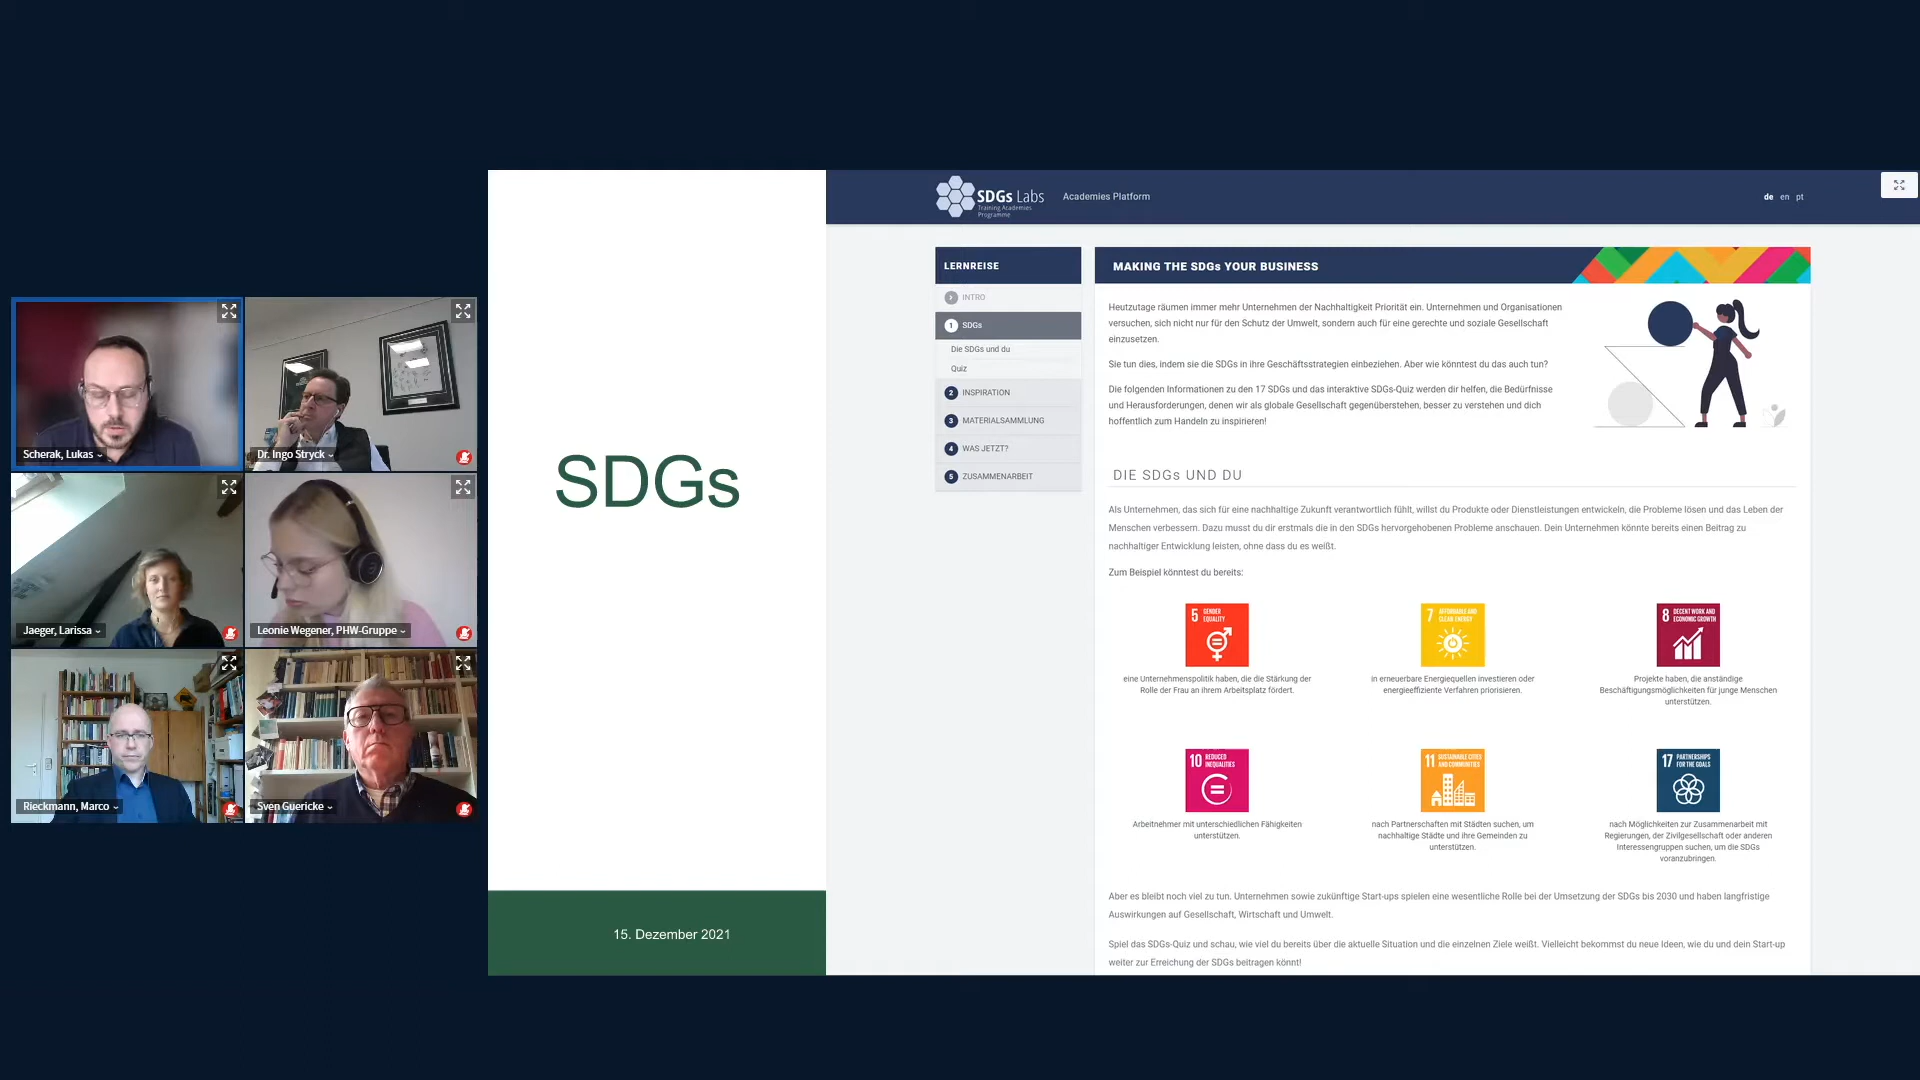 Scherak, Lukas
Dr. Ingo Stryck
Jaeger, Larissa
Leonie Wegener, PHW-Gruppe
Rieckmann, Marco
Sven Guericke
SDGs
15. Dezember 2021
SDGs Labs
Training Academies
Programme
Academies Platform
de en pt
LERNREISE
INTRO
1 SDGs
Die SDGs und du
Quiz
2 INSPIRATION
3 MATERIALSAMMLUNG
4 WAS JETZT?
5 ZUSAMMENARBEIT
MAKING THE SDGs YOUR BUSINESS
Heutzutage räumen immer mehr Unternehmen der Nachhaltigkeit Priorität ein. Unternehmen und Organisationen
versuchen, sich nicht nur für den Schutz der Umwelt, sondern auch für eine gerechte und soziale Gesellschaft
einzusetzen.
Sie tun dies, indem sie die SDGs in ihre Geschäftsstrategien einbeziehen. Aber wie könntest du das auch tun?
Die folgenden Informationen zu den 17 SDGs und das interaktive SDGs-Quiz werden dir helfen, die Bedürfnisse
und Herausforderungen, denen wir als globale Gesellschaft gegenüberstehen, besser zu verstehen und dich
hoffentlich zum Handeln zu inspirieren!
DIE SDGs UND DU
Als Unternehmen, das sich für eine nachhaltige Zukunft verantwortlich fühlt, willst du Produkte oder Dienstleistungen entwickeln, die Probleme lösen und das Leben der
Menschen verbessern. Dazu musst du dir erstmals die in den SDGs hervorgehobenen Probleme anschauen. Dein Unternehmen könnte bereits einen Beitrag zu
nachhaltiger Entwicklung leisten, ohne dass du es weißt.
Zum Beispiel könntest du bereits:
5 GENDER
EQUALITY
eine Unternehmenspolitik haben, die die Stärkung der
Rolle der Frau an ihrem Arbeitsplatz fördert.
7 AFFORDABLE AND
CLEAN ENERGY
in erneuerbare Energiequellen investieren oder
energieeffiziente Verfahren priorisieren.
8 DECENT WORK AND
ECONOMIC GROWTH
Projekte haben, die anständige
Beschäftigungsmöglichkeiten für junge Menschen
unterstützen.
10 REDUCED
INEQUALITIES
Arbeitnehmer mit unterschiedlichen Fähigkeiten
unterstützen.
11 SUSTAINABLE CITIES
AND COMMUNITIES
nach Partnerschaften mit Städten suchen, um
nachhaltige Städte und ihre Gemeinden zu
unterstützen.
17 PARTNERSHIPS
FOR THE GOALS
nach Möglichkeiten zur Zusammenarbeit mit
Regierungen, der Zivilgesellschaft oder anderen
Interessengruppen suchen, um die SDGs
voranzubringen.
Aber es bleibt noch viel zu tun. Unternehmen sowie zukünftige Start-ups spielen eine wesentliche Rolle bei der Umsetzung der SDGs bis 2030 und haben langfristige
Auswirkungen auf Gesellschaft, Wirtschaft und Umwelt.
Spiel das SDGs-Quiz und schau, wie viel du bereits über die aktuelle Situation und die einzelnen Ziele weißt. Vielleicht bekommst du neue Ideen, wie du und dein Start-up
weiter zur Erreichung der SDGs beitragen könnt!